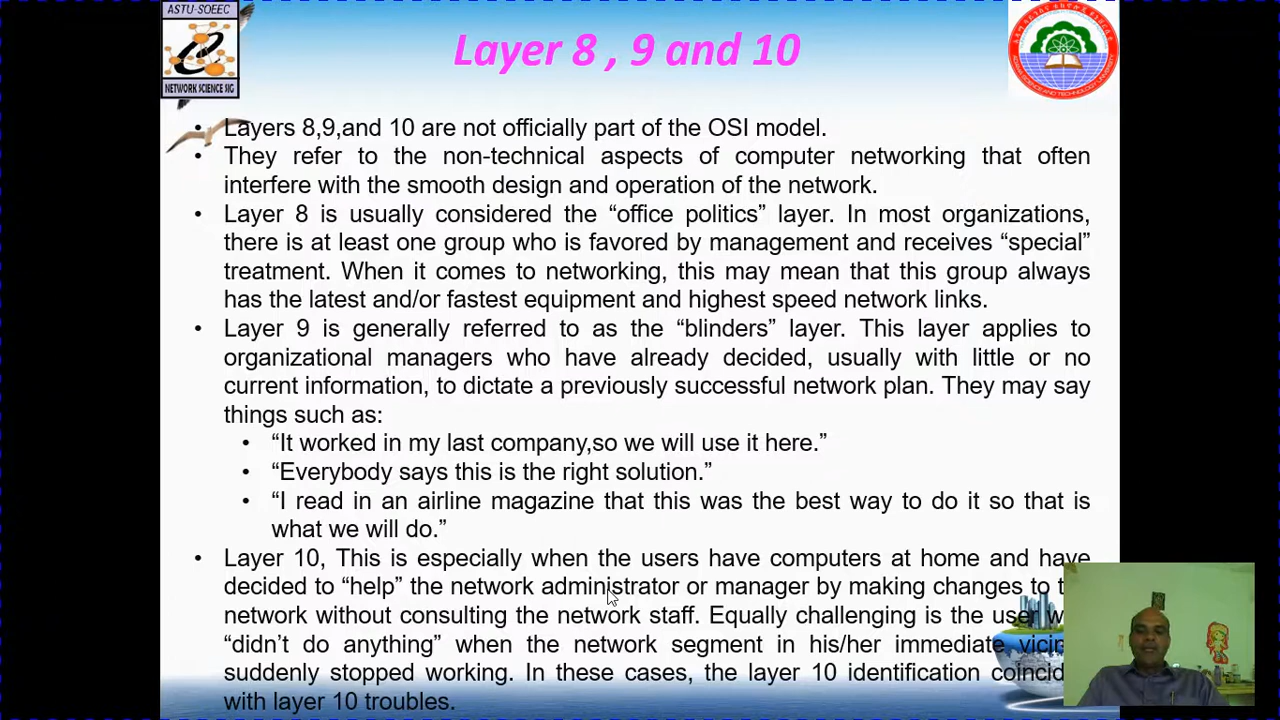 ASTU-SOEEC
NETWORK SCIENCE SIG
Layer 8 , 9 and 10
• Layers 8,9,and 10 are not officially part of the OSI model.
• They refer to the non-technical aspects of computer networking that often
interfere with the smooth design and operation of the network.
• Layer 8 is usually considered the “office politics” layer. In most organizations,
there is at least one group who is favored by management and receives “special”
treatment. When it comes to networking, this may mean that this group always
has the latest and/or fastest equipment and highest speed network links.
• Layer 9 is generally referred to as the “blinders” layer. This layer applies to
organizational managers who have already decided, usually with little or no
current information, to dictate a previously successful network plan. They may say
things such as:
• “It worked in my last company,so we will use it here.”
• “Everybody says this is the right solution.”
• “I read in an airline magazine that this was the best way to do it so that is
what we will do.”
• Layer 10, This is especially when the users have computers at home and have
decided to “help” the network administrator or manager by making changes to
network without consulting the network staff. Equally challenging is the user
“didn’t do anything” when the network segment in his/her immediate
suddenly stopped working. In these cases, the layer 10 identification
with layer 10 troubles.